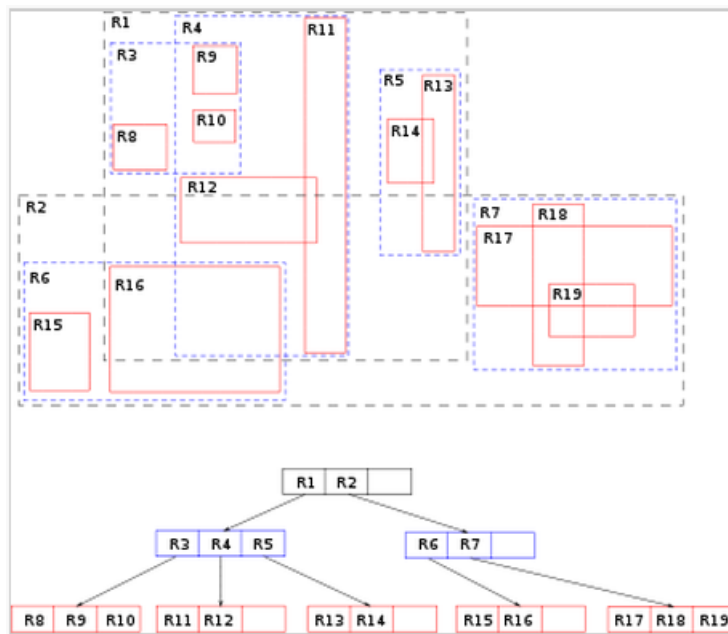 R1
R4
R11
R3
R9
R5
R13
R10
R14
R8
R12
R2
R7
R18
R17
R6
R16
R19
R15
R1 R2
R3 R4 R5
R6 R7
R8 R9 R10
R11 R12
R13 R14
R15 R16
R17 R18 R19